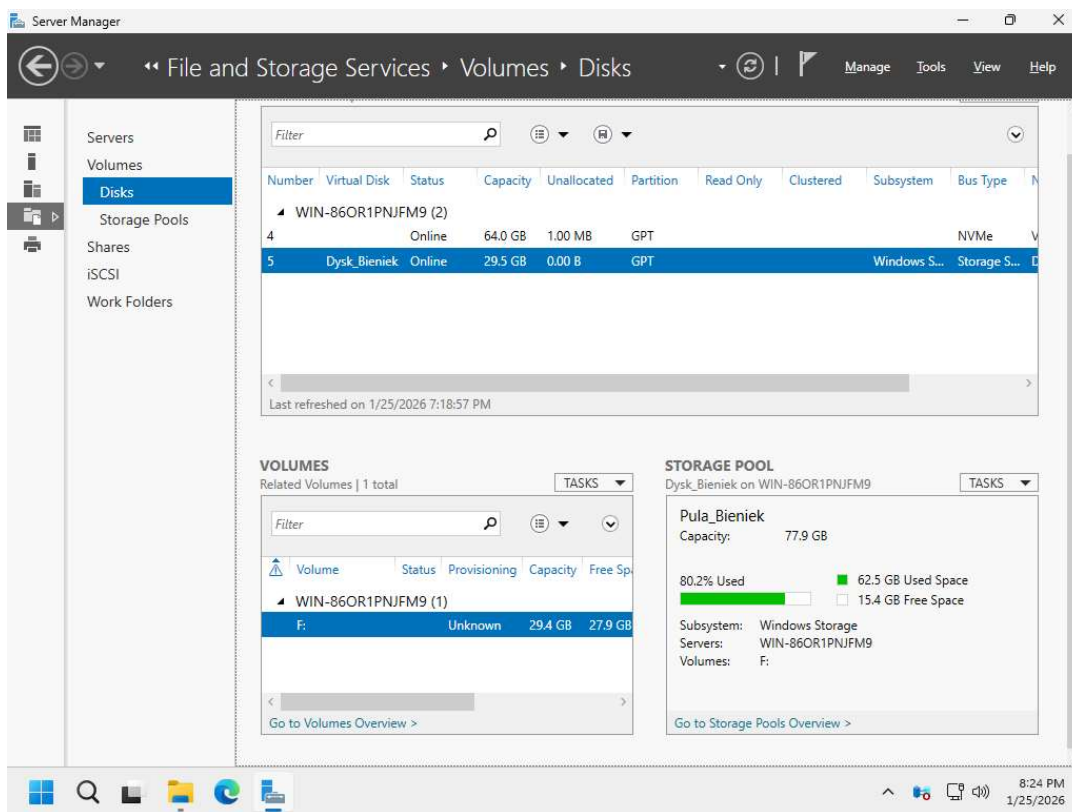 Server Manager
File and Storage Services Volumes Disks Manage Tools View Help
Servers
Volumes
Disks
Storage Pools
Shares
iSCSI
Work Folders
Filter
Number Virtual Disk Status Capacity Unallocated Partition Read Only Clustered Subsystem Bus Type N
WIN-86OR1PNJFM9 (2)
4 Online 64.0 GB 1.00 MB GPT NVMe V
5 Dysk_Bieniek Online 29.5 GB 0.00 B GPT Windows S... Storage S... D
Last refreshed on 1/25/2026 7:18:57 PM
VOLUMES
Related Volumes | 1 total TASKS
Filter
Volume Status Provisioning Capacity Free Spa
WIN-86OR1PNJFM9 (1)
F: Unknown 29.4 GB 27.9 GB
Go to Volumes Overview >
STORAGE POOL
Dysk_Bieniek on WIN-86OR1PNJFM9 TASKS
Pula_Bieniek
Capacity: 77.9 GB
80.2% Used 62.5 GB Used Space
15.4 GB Free Space
Subsystem: Windows Storage
Servers: WIN-86OR1PNJFM9
Volumes: F:
Go to Storage Pools Overview >
8:24 PM
1/25/2026